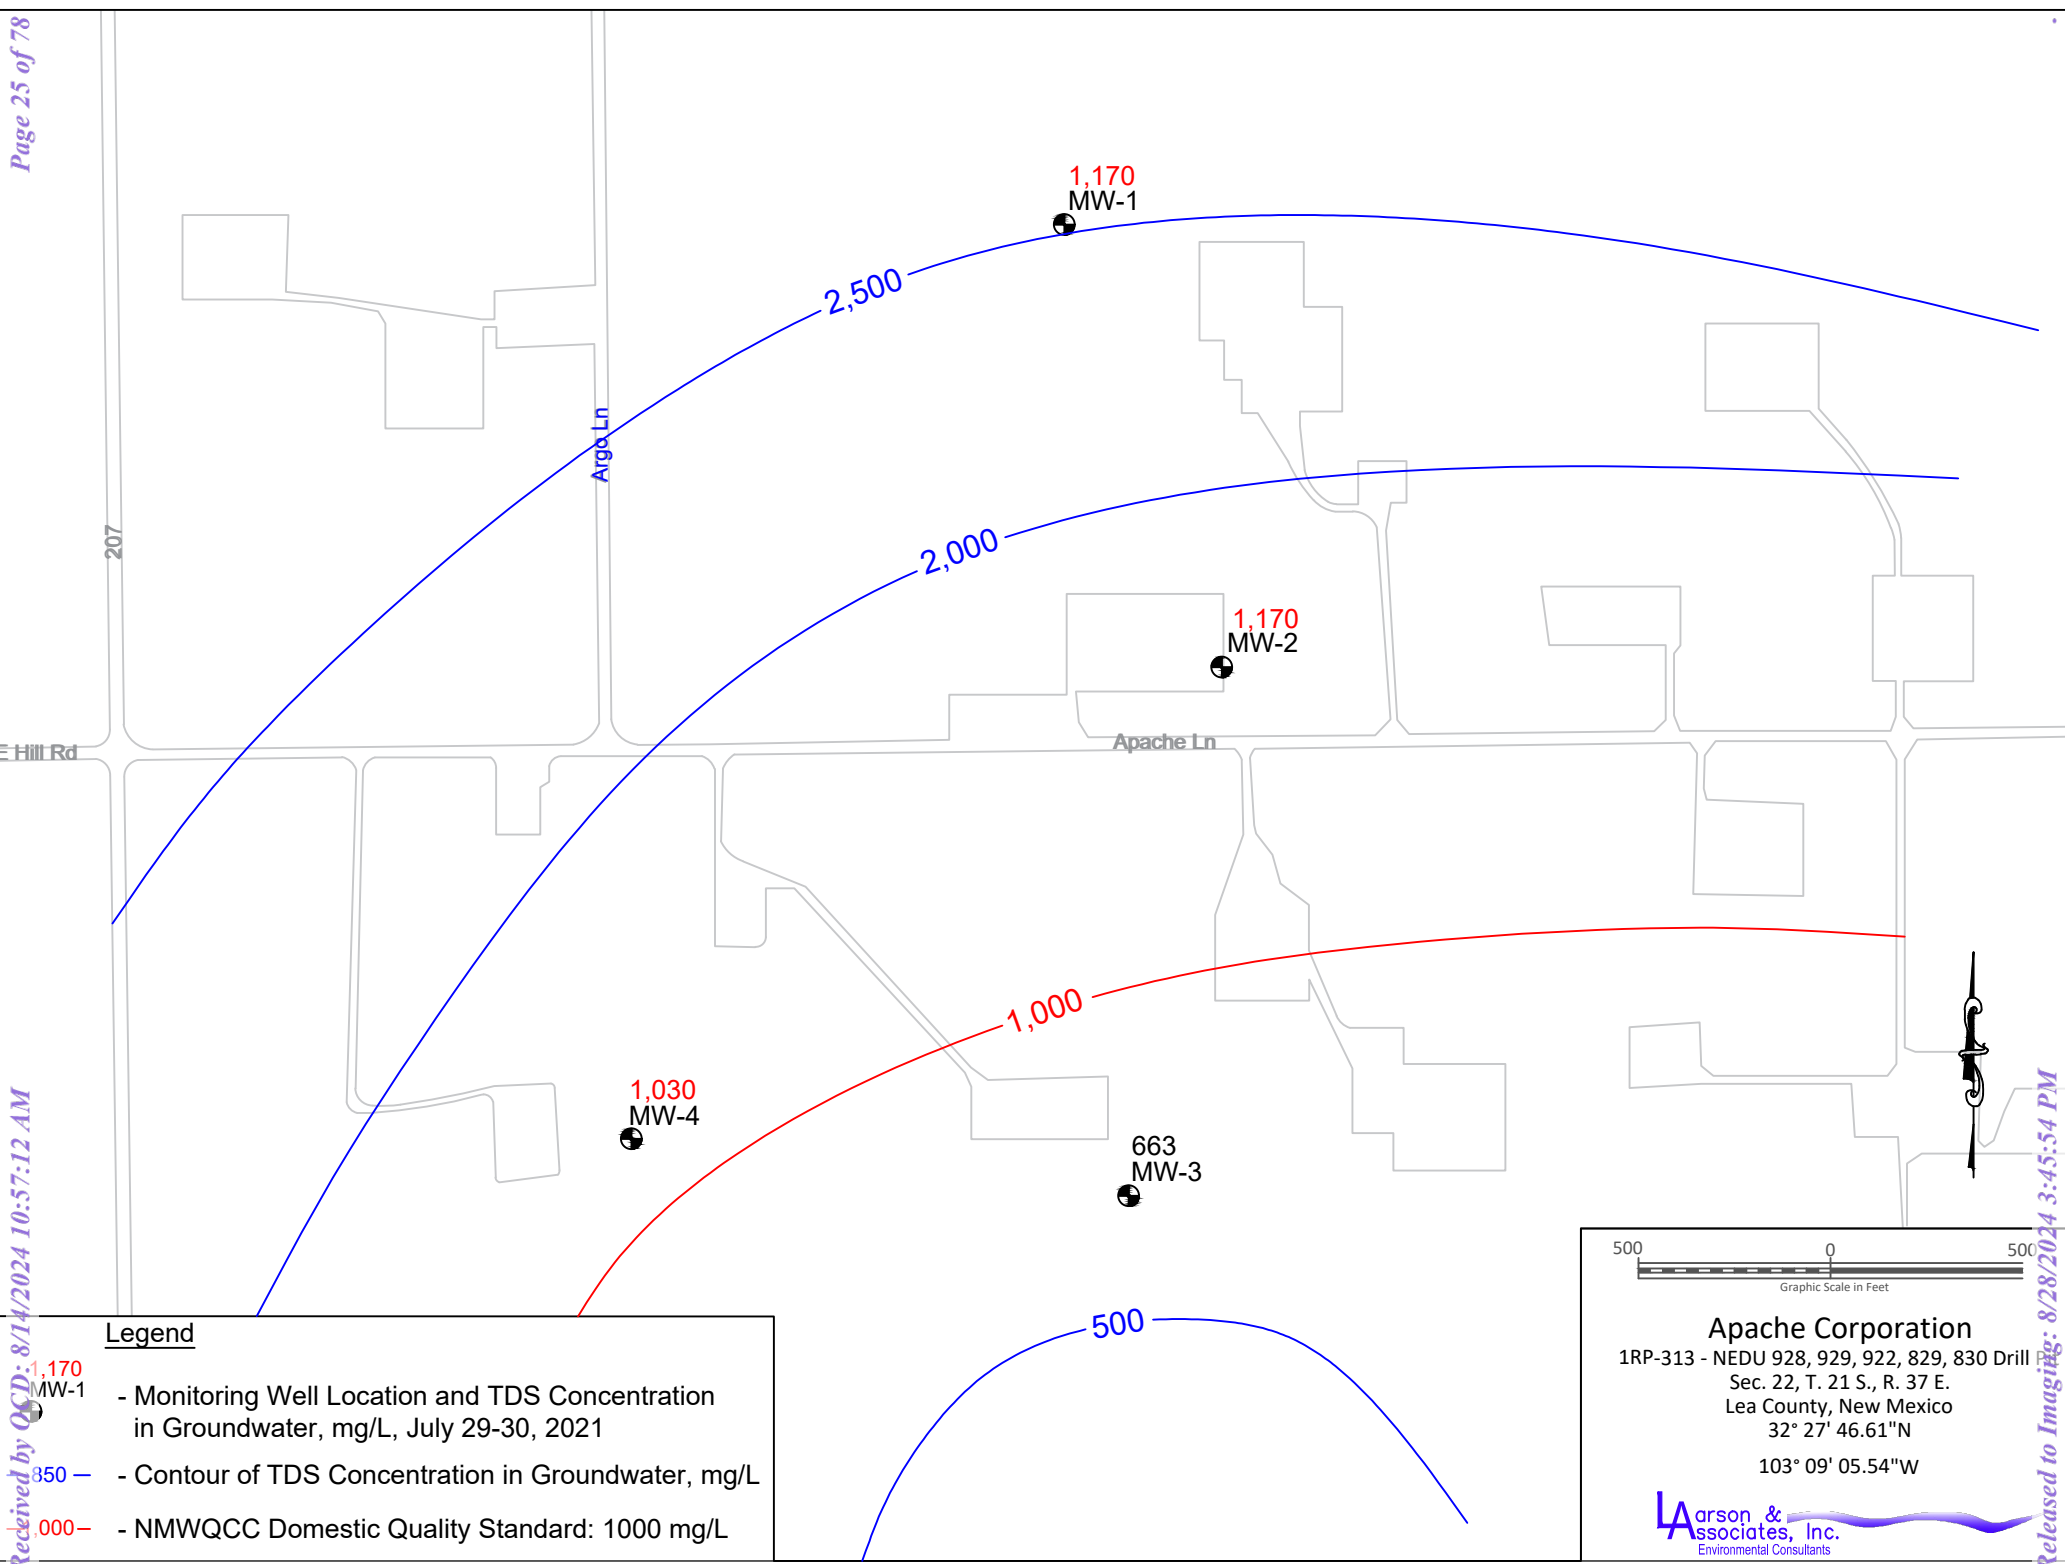 Page 25 of 78
1,170
MW-1
2,500
Argo Ln
207
2,000
1,170
MW-2
E Hill Rd
Apache Ln
1,000
1,030
MW-4
663
MW-3
500
Received by OCD: 8/14/2024 10:57:12 AM
Released to Imaging: 8/28/2024 3:45:54 PM
Legend
1,170
MW-1
- Monitoring Well Location and TDS Concentration
in Groundwater, mg/L, July 29-30, 2021
850
- Contour of TDS Concentration in Groundwater, mg/L
,000
- NMWQCC Domestic Quality Standard: 1000 mg/L
500 0 500
Graphic Scale in Feet
Apache Corporation
1RP-313 - NEDU 928, 929, 922, 829, 830 Drill
Sec. 22, T. 21 S., R. 37 E.
Lea County, New Mexico
32° 27' 46.61"N
103° 09' 05.54"W
Larson &
Associates, Inc.
Environmental Consultants